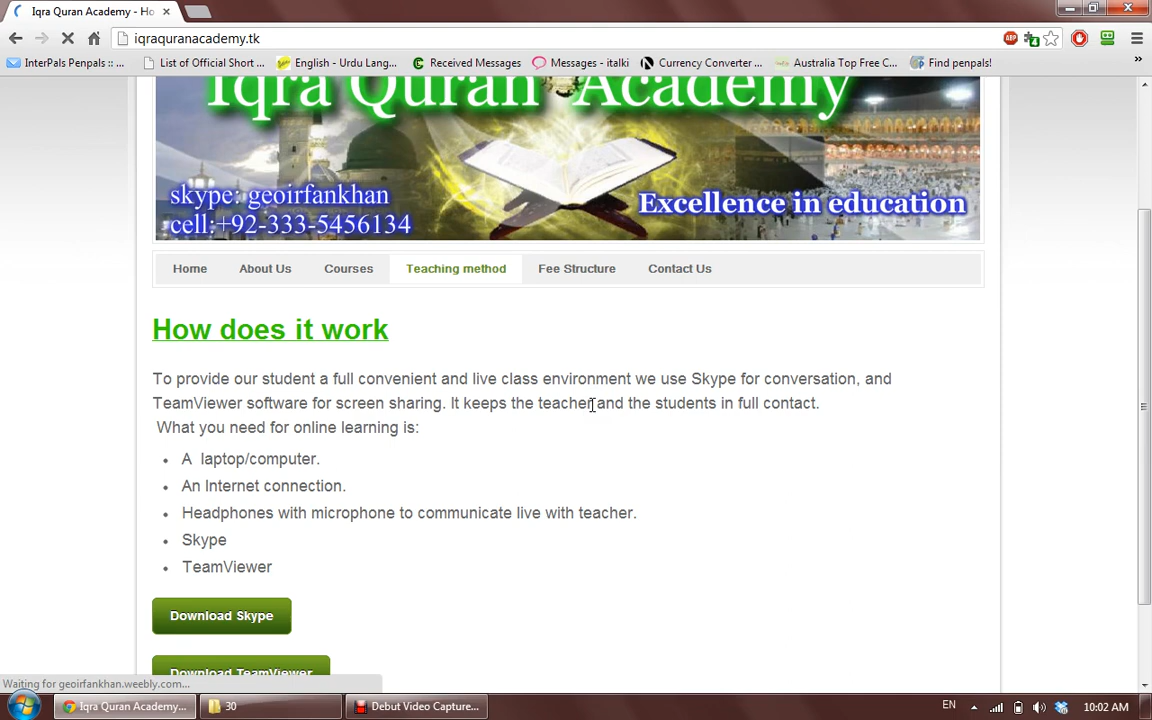 Iqra Quran Academy - Ho
iqraquranacademy.tk
ABP
InterPals Penpals :: ...
List of Official Short ...
English - Urdu Lang...
Received Messages
Messages - italki
Currency Converter ...
Australia Top Free C...
Find penpals!
»
Iqra Quran Academy
skype: geoirfankhan
Excellence in education
cell:+92-333-5456134
Home
About Us
Courses
Teaching method
Fee Structure
Contact Us
How does it work
To provide our student a full convenient and live class environment we use Skype for conversation, and
TeamViewer software for screen sharing. It keeps the teacher and the students in full contact.
What you need for online learning is:
• A laptop/computer.
• An Internet connection.
• Headphones with microphone to communicate live with teacher.
• Skype
• TeamViewer
Download Skype
Download TeamViewer
Waiting for geoirfankhan.weebly.com...
Iqra Quran Academy...
30
Debut Video Capture...
EN
10:02 AM